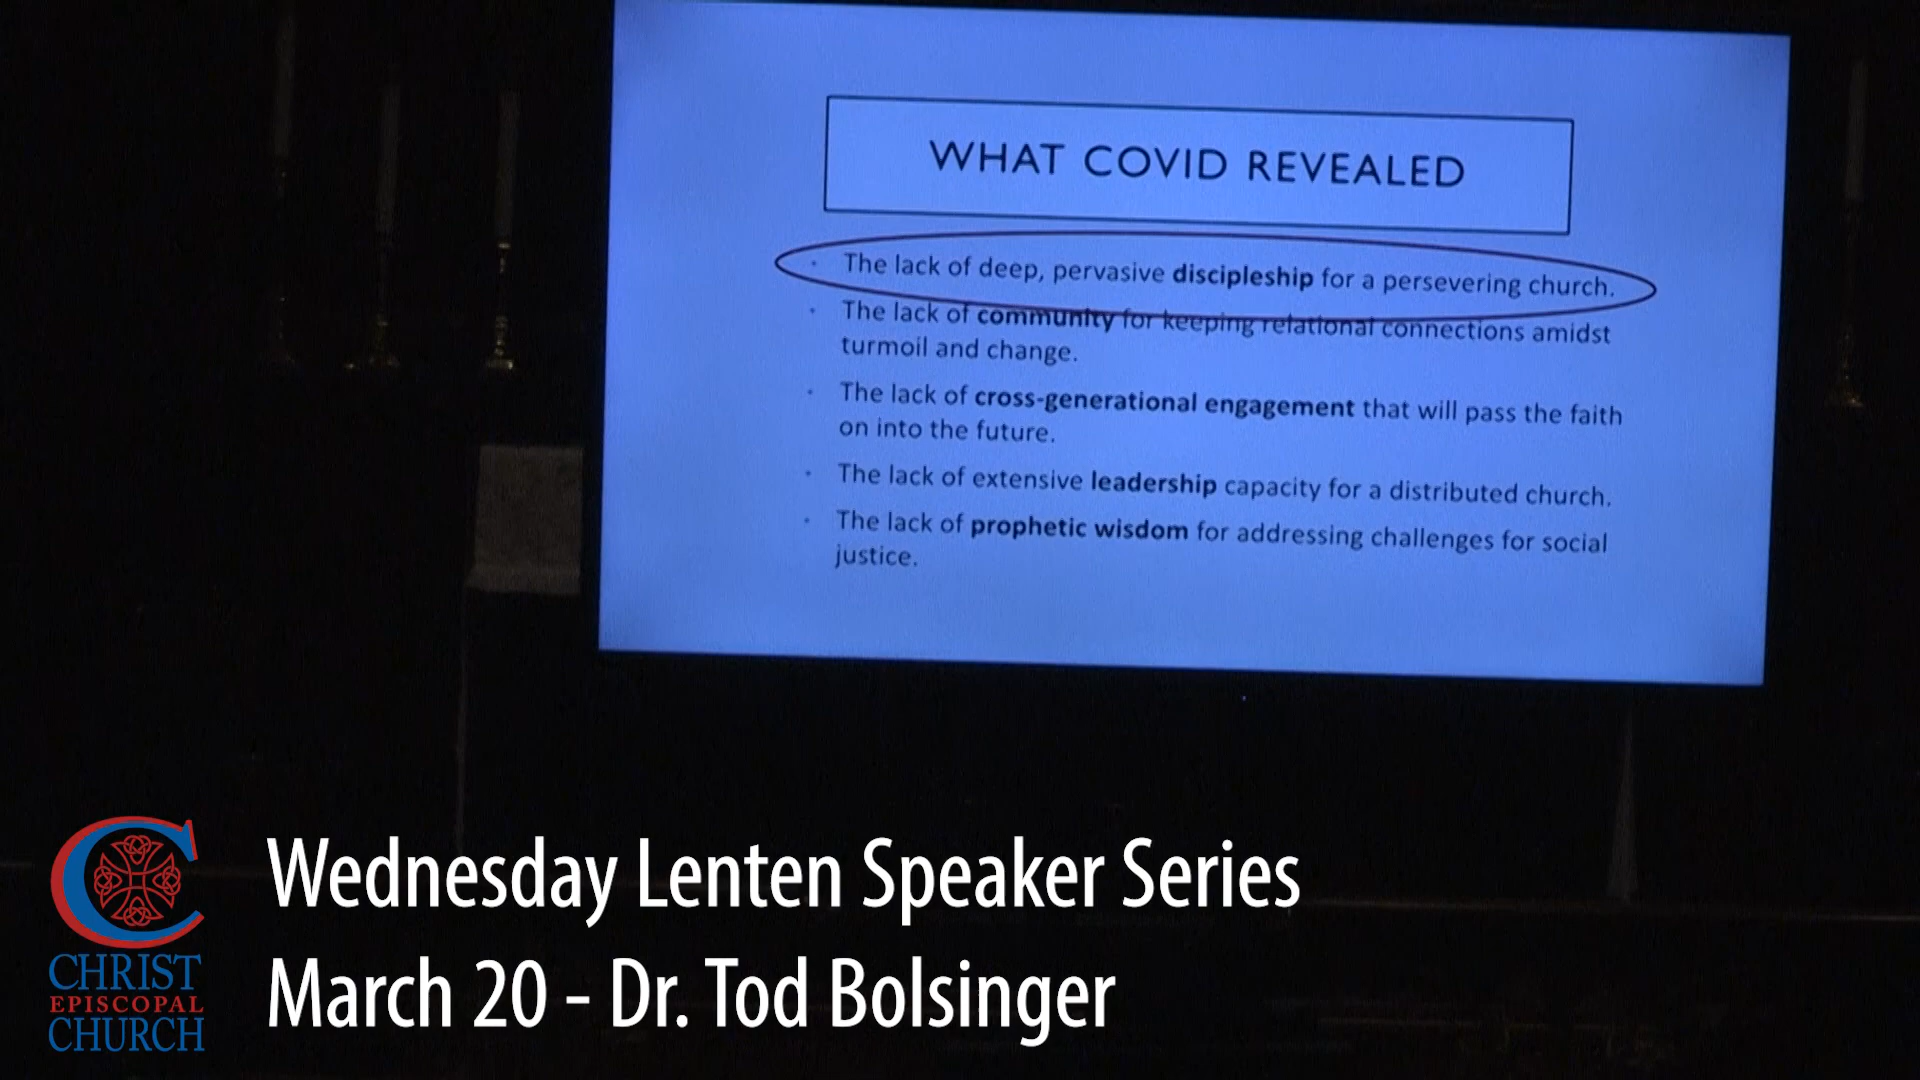 WHAT COVID REVEALED
· The lack of deep, pervasive discipleship for a persevering church.
· The lack of community for keeping relational connections amidst
turmoil and change.
· The lack of cross-generational engagement that will pass the faith
on into the future.
· The lack of extensive leadership capacity for a distributed church.
· The lack of prophetic wisdom for addressing challenges for social
justice.
Wednesday Lenten Speaker Series
March 20 - Dr. Tod Bolsinger
C
CHRIST
EPISCOPAL
CHURCH